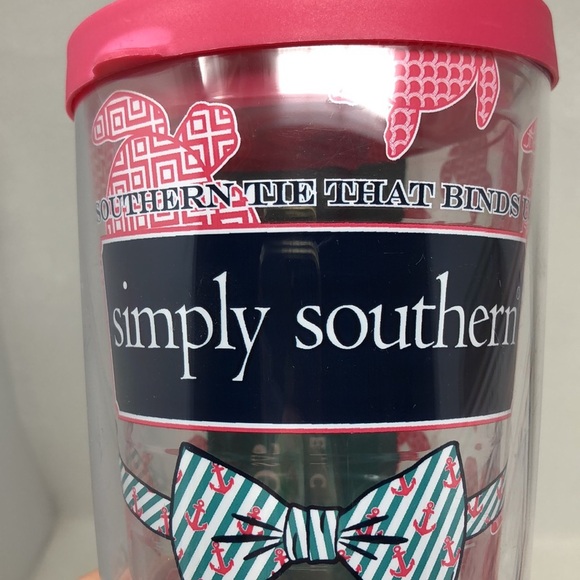 SOUTHERN TIE THAT BINDS
simply southern